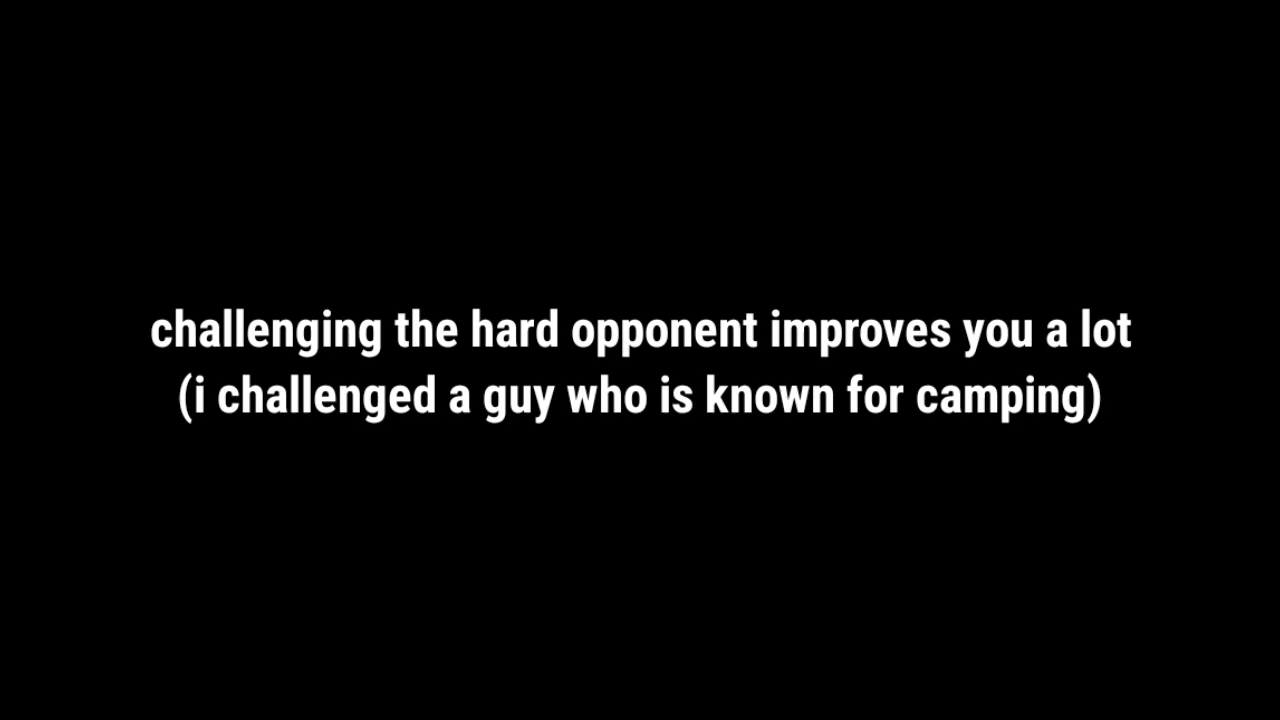 challenging the hard opponent improves you a lot
(i challenged a guy who is known for camping)